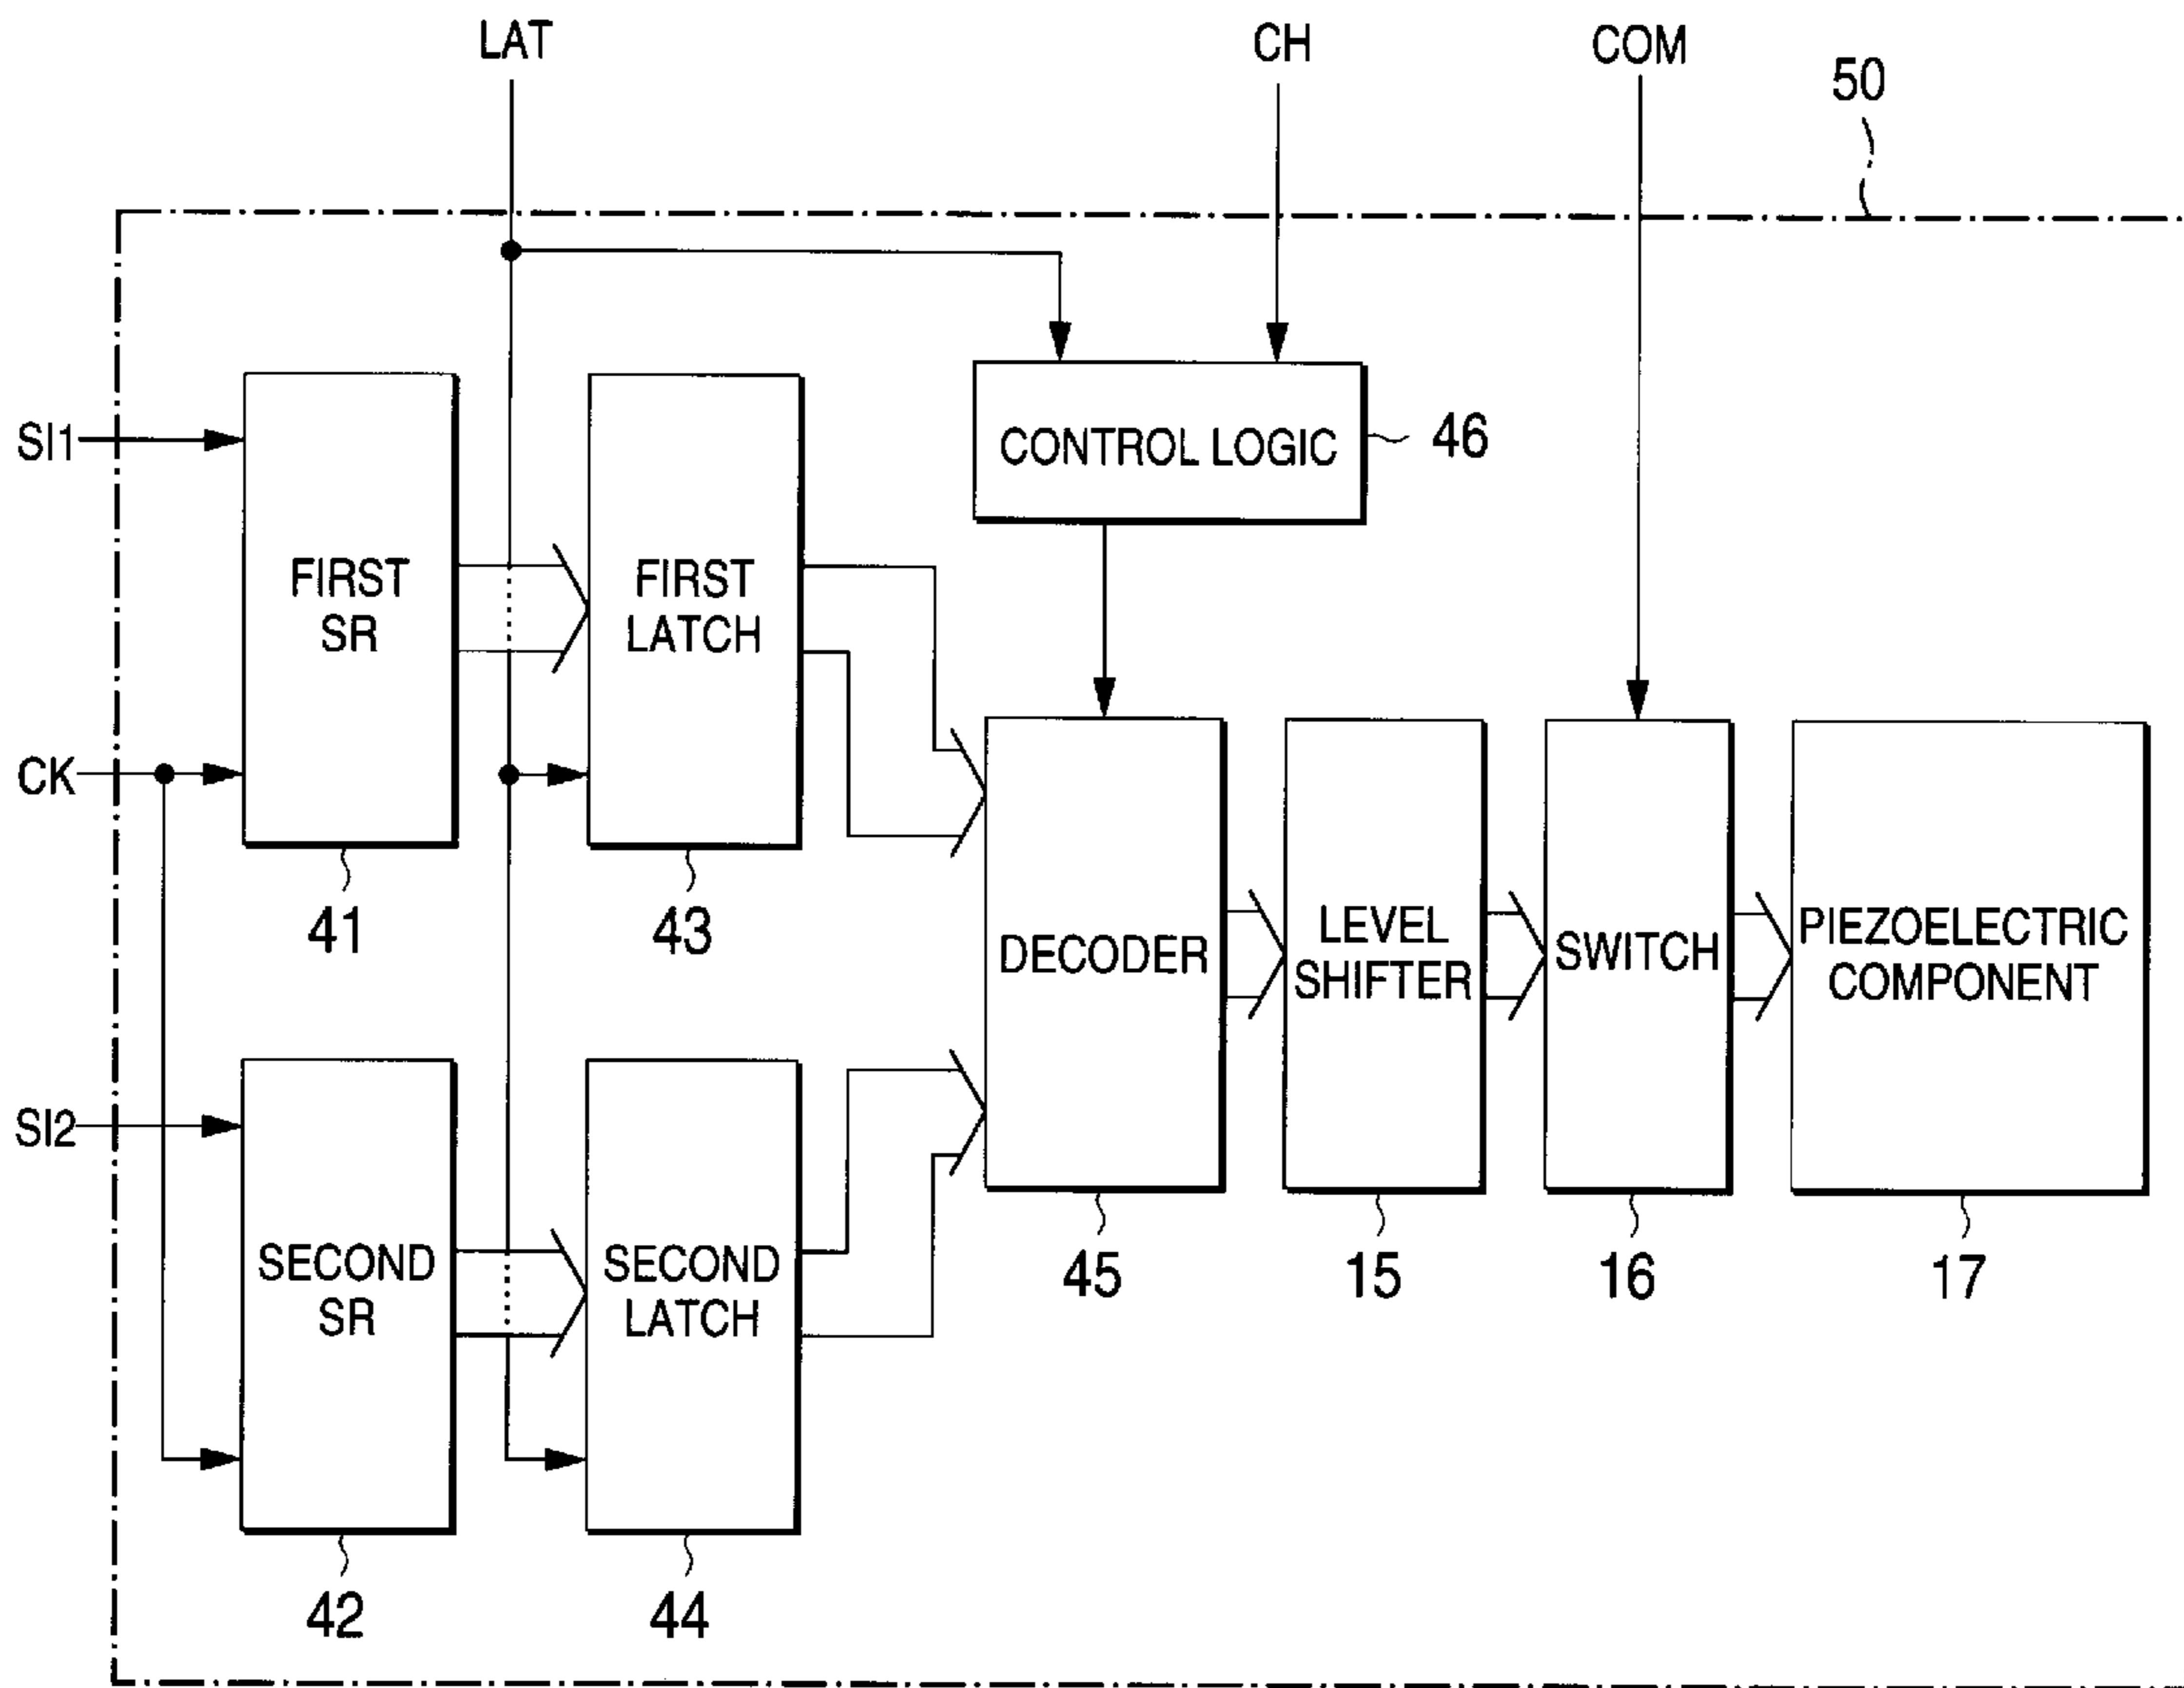 LAT
CH
COM
50
SI1
CONTROL LOGIC
46
FIRST
SR
FIRST
LATCH
CK
41
43
DECODER
LEVEL
SHIFTER
SWITCH
PIEZOELECTRIC
COMPONENT
SI2
SECOND
SR
SECOND
LATCH
45
15
16
17
42
44